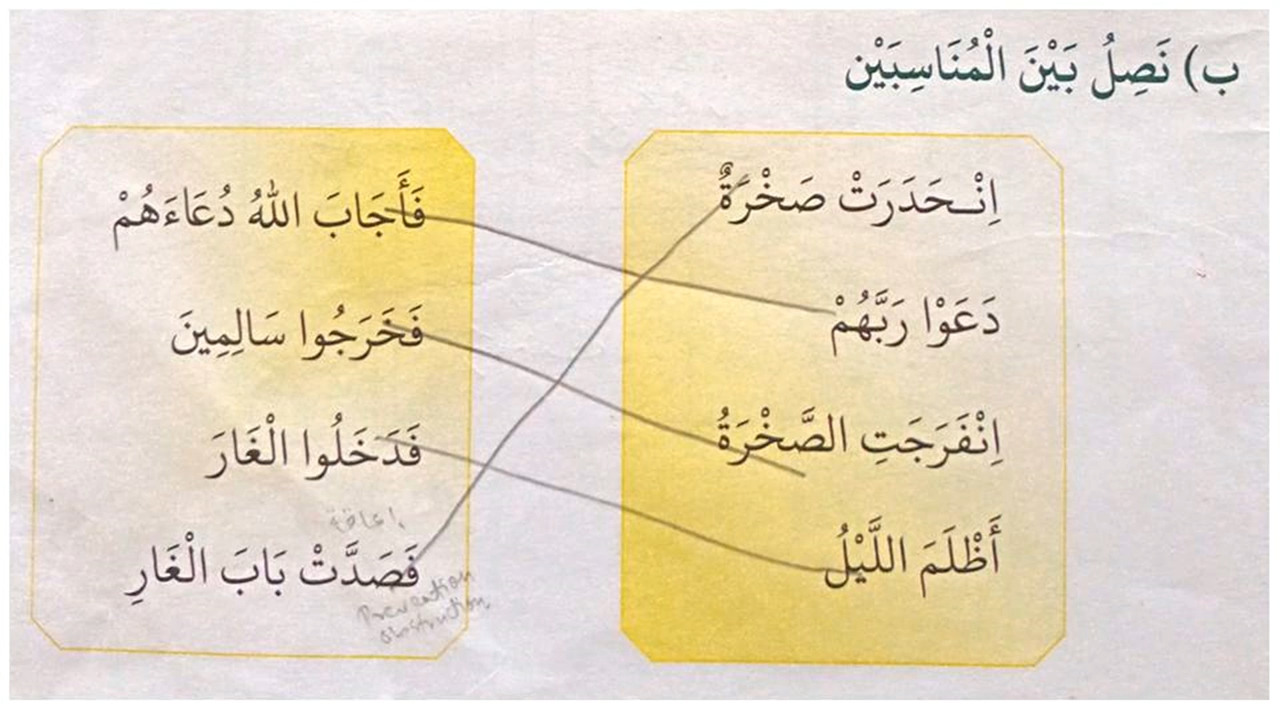 ب) نَصِلُ بَيْنَ الْمُنَاسِبَيْن
اِنْـحَدَرَتْ صَخْرَةٌ
دَعَوْا رَبَّهُمْ
اِنْفَرَجَتِ الصَّخْرَةُ
أَظْلَمَ اللَّيْلُ
فَأَجَابَ اللهُ دُعَاءَهُمْ
فَخَرَجُوا سَالِمِينَ
فَدَخَلُوا الْغَارَ
إعاقة
فَصَدَّتْ بَابَ الْغَارِ
Prevention
obstruction